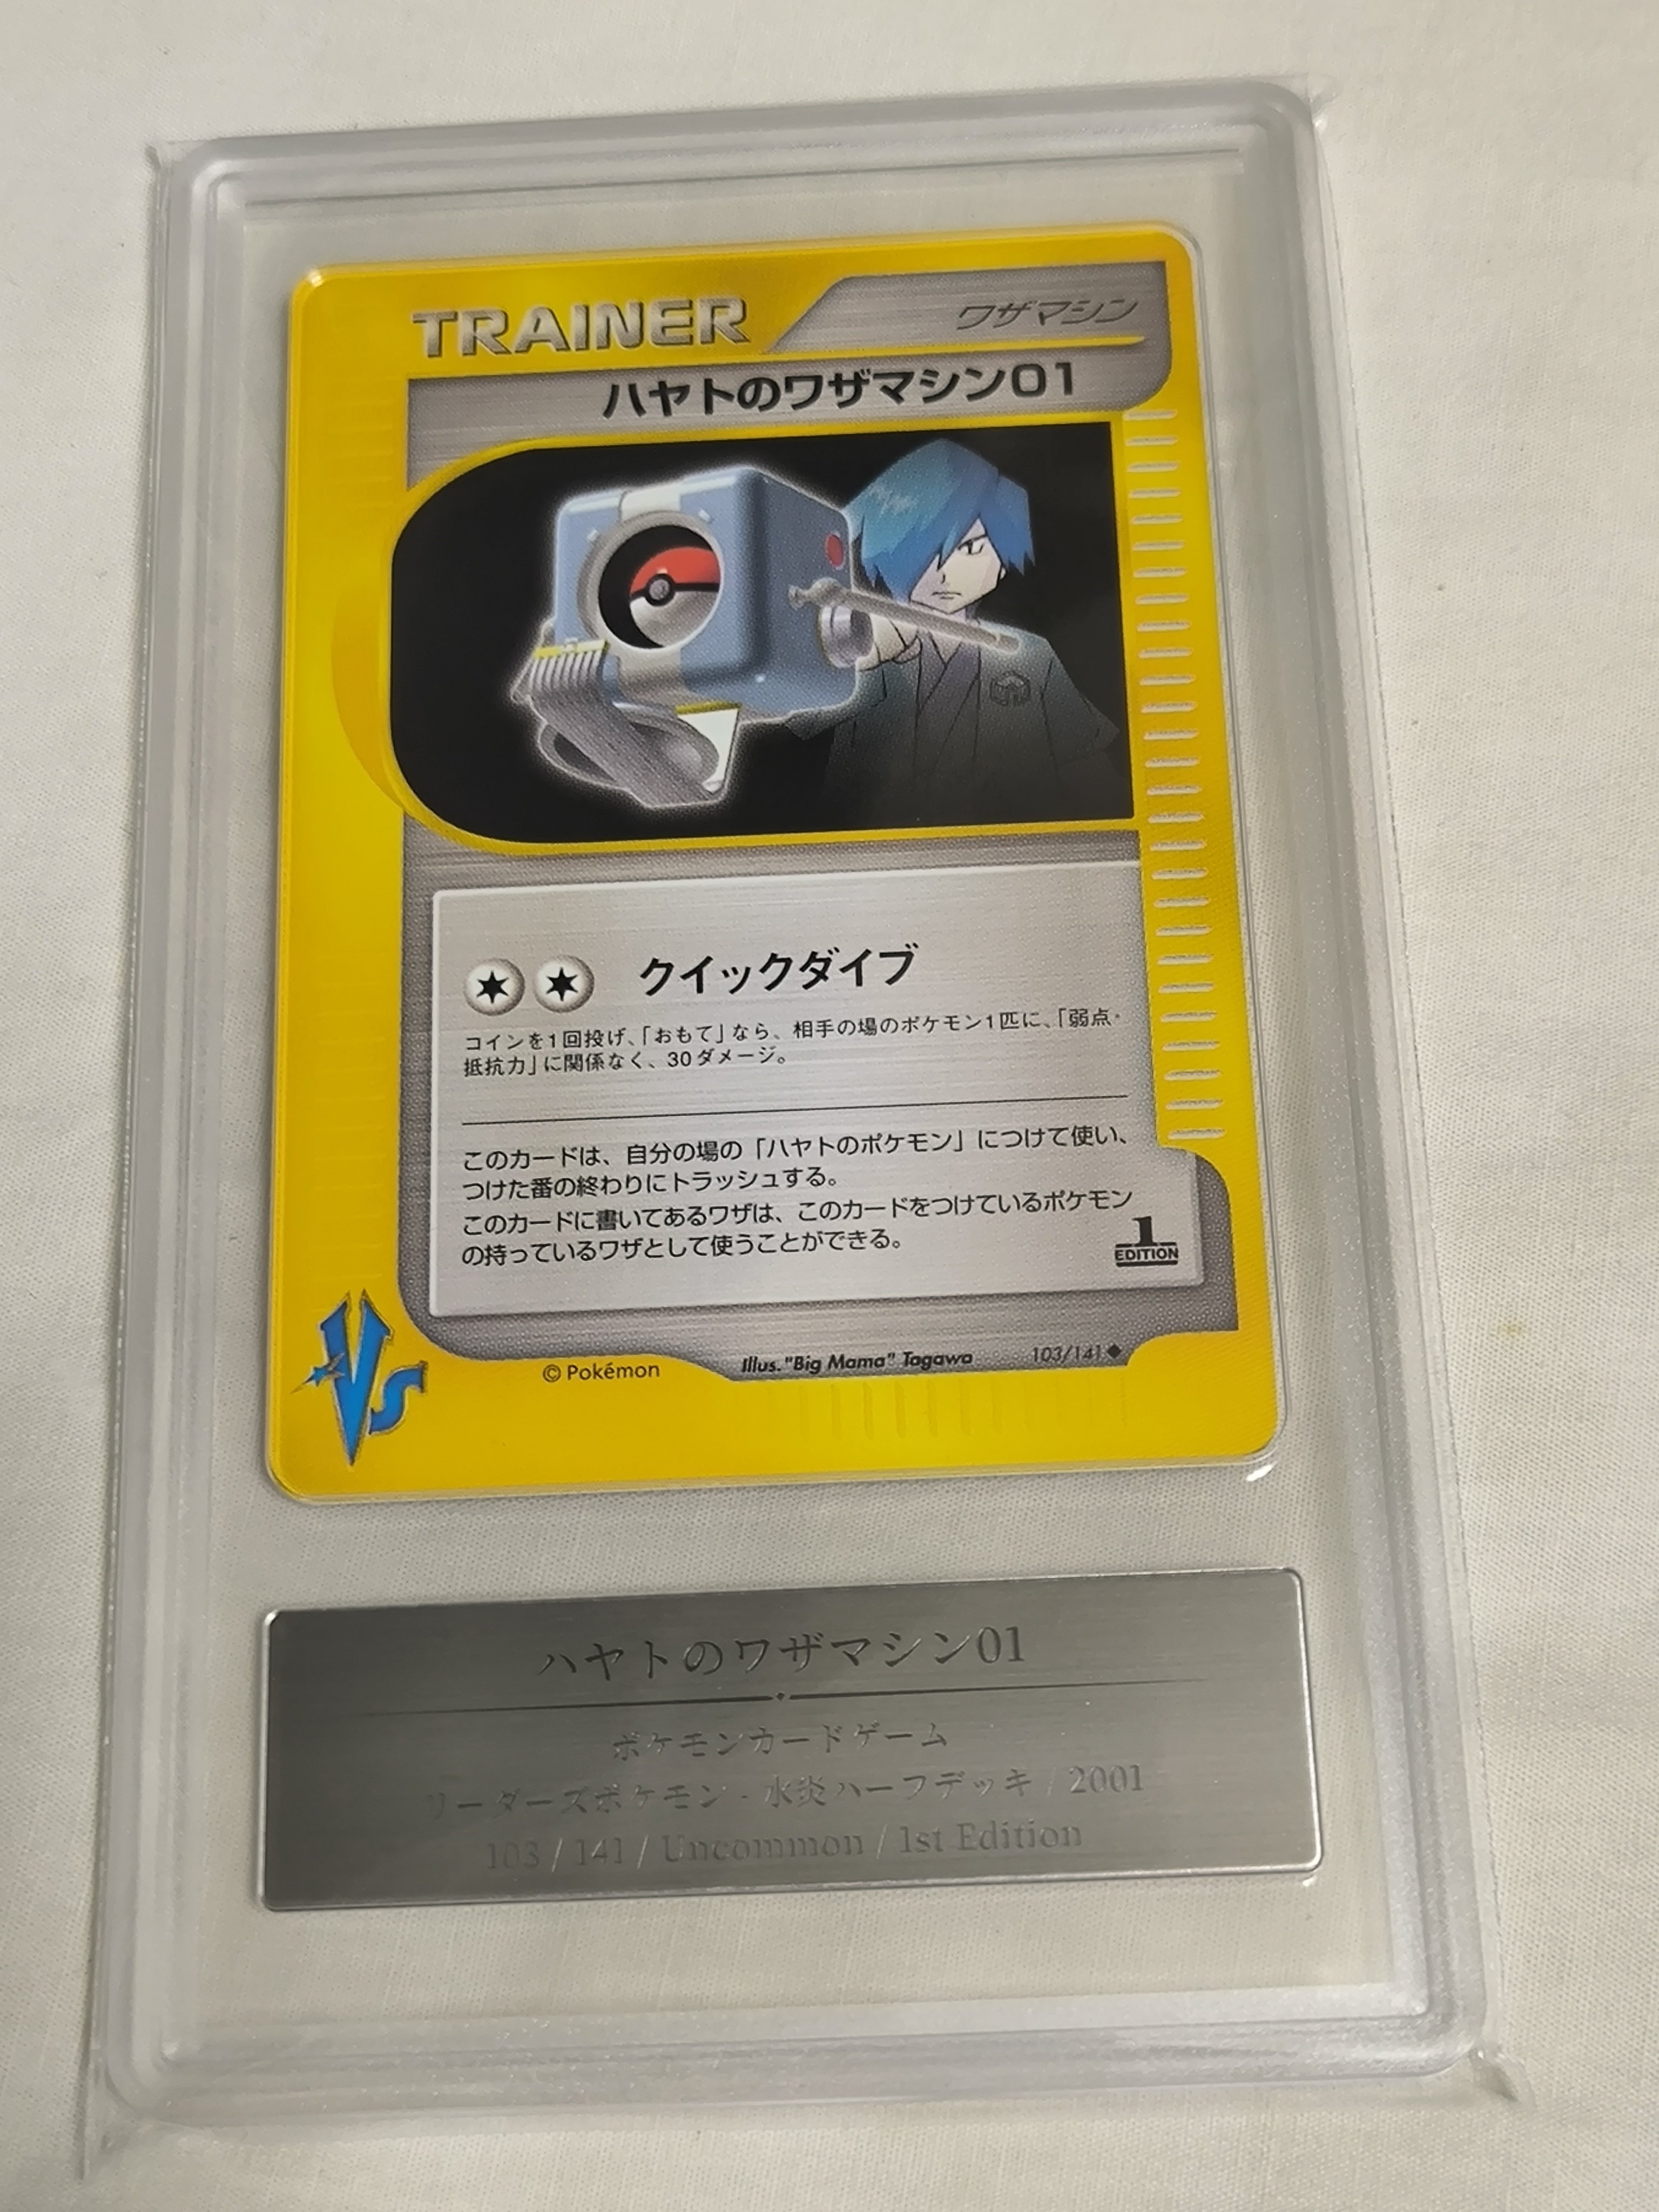 TRAINER
ワザマシン
ハヤトのワザマシン01
クイックダイブ
コインを1回投げ、「おもて」なら、相手の場のポケモン1匹に、「弱点・
抵抗力」に関係なく、30ダメージ。
このカードは、自分の場の「ハヤトのポケモン」につけて使い、
つけた番の終わりにトラッシュする。
このカードに書いてあるワザは、このカードをつけているポケモン
の持っているワザとして使うことができる。
1
EDITION
VS
© Pokémon
Illus. "Big Mama" Tagawa
103/141◆
ハヤトのワザマシン01
ポケモンカードゲーム
リーダーズポケモン - 水炎ハーフデッキ / 2001
103 / 141 / Uncommon / 1st Edition